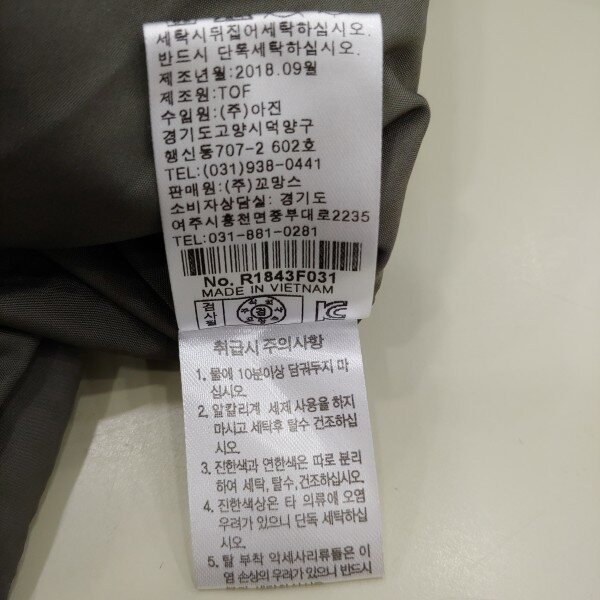 세탁시뒤집어세탁하십시오.
반드시 단독세탁하십시오.
제조년월:2018.09월
제조원:TOF
수입원:(주)아진
경기도고양시덕양구
행신동707-2 602호
TEL:(031)938-0441
판매원:(주)꼬망스
소비자상담실: 경기도
여주시흥천면중부대로2235
TEL:031-881-0281
No. R1843F031
MADE IN VIETNAM
검사필
취급시 주의사항
1. 물에 10분이상 담궈두지 마
십시오.
2. 알칼리계 세제 사용을 하지
마시고 세탁후 탈수 건조하십
시오.
3. 진한색과 연한색은 따로 분리
하여 세탁, 탈수, 건조하십시오.
4. 진한색상은 타 의류에 오염
우려가 있으니 단독 세탁하십
시오.
5. 탈 부착 악세사리류들은 이
염 손상의 우려가 있으니 반드시